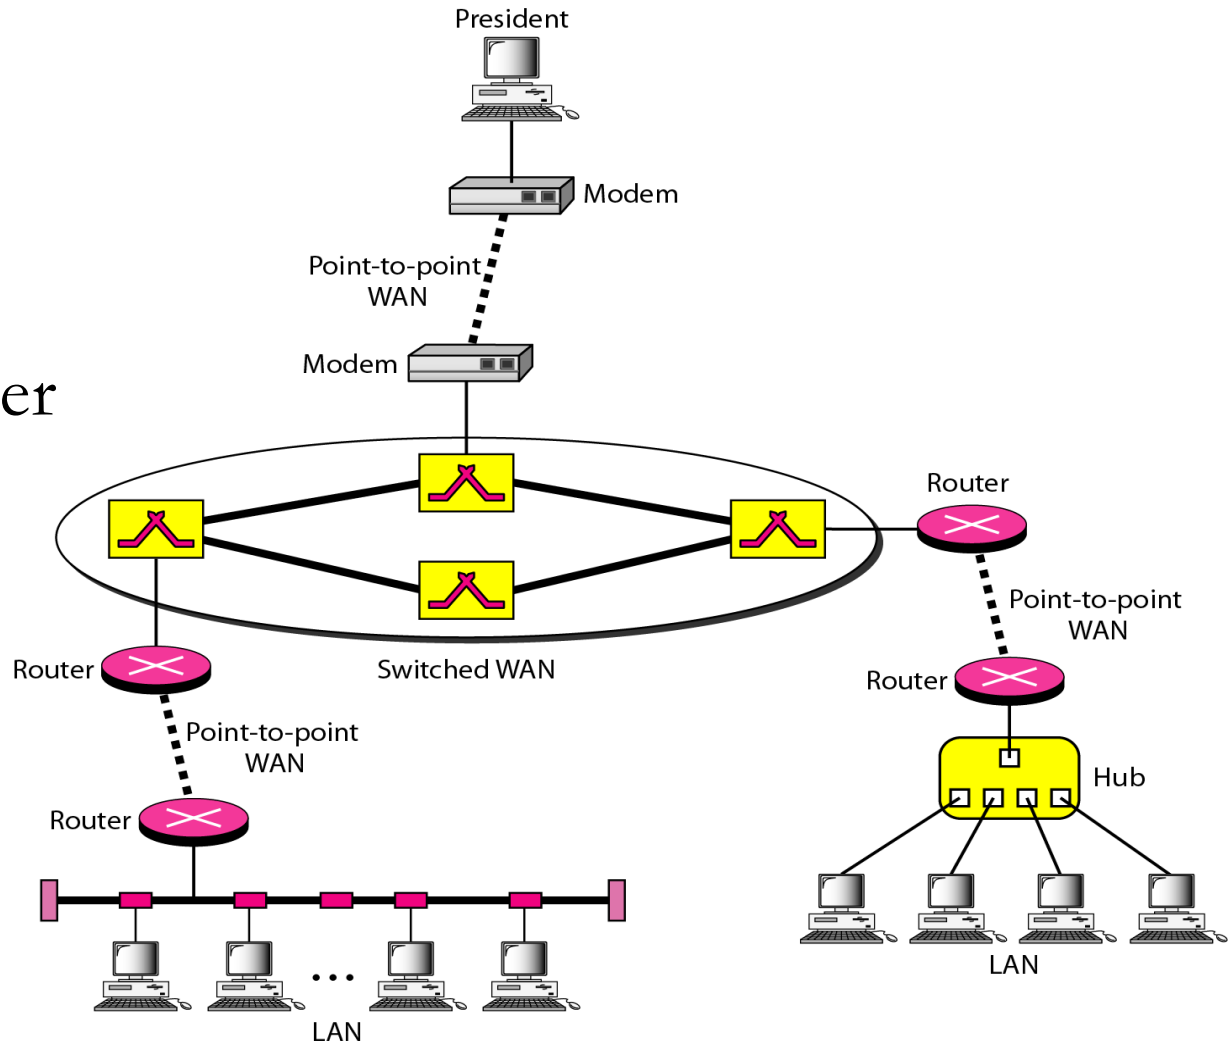 President
Modem
Point-to-point
WAN
Modem
er
Router
Point-to-point
WAN
Router
Switched WAN
Router
Point-to-point
WAN
Router
Hub
LAN
...
LAN